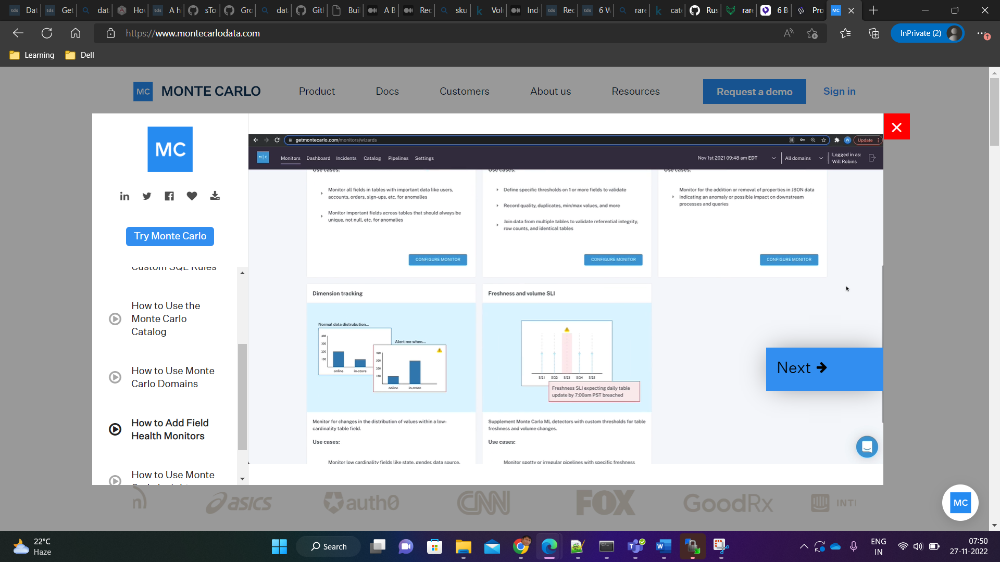 Dat
Get
dat
Hov
A h
sTo
Gro
dat
Gitl
Bui
A B
Rec
sku
Vol
Ind
Rec
6 W
rare
cate
Rus
rare
6 B
Pro
https://www.montecarlodata.com
InPrivate (2)
Learning
Dell
MC MONTE CARLO
Product
Docs
Customers
About us
Resources
Request a demo
Sign in
MC
Try Monte Carlo
Custom SQL Rules
How to Use the
Monte Carlo
Catalog
How to Use Monte
Carlo Domains
How to Add Field
Health Monitors
How to Use Monte
getmontecarlo.com/monitors/wizards
Update
M|C
Monitors
Dashboard
Incidents
Catalog
Pipelines
Settings
Nov 1st 2021 09:48 am EDT
All domains
Logged in as:
Will Robins
Use cases:
Monitor all fields in tables with important data like users,
accounts, orders, sign-ups, etc. for anomalies
Monitor important fields across tables that should always be
unique, not null, etc. for anomalies
CONFIGURE MONITOR
Use cases:
Define specific thresholds on 1 or more fields to validate
Record quality, duplicates, min/max values, and more
Join data from multiple tables to validate referential integrity,
row counts, and identical tables
CONFIGURE MONITOR
Use cases:
Monitor for the addition or removal of properties in JSON data
indicating an anomaly or possible impact on downstream
processes and queries
CONFIGURE MONITOR
Dimension tracking
Normal data distrubution...
400
300
200
100
online in-store
Alert me when...
400
300
200
100
online in-store
Monitor for changes in the distribution of values within a low-
cardinality table field.
Use cases:
Monitor low cardinality fields like state, gender, data source,
Freshness and volume SLI
5/21 5/22 5/23 5/24 5/25
Freshness SLI expecting daily table
update by 7:00am PST breached
Supplement Monte Carlo ML detectors with custom thresholds for table
freshness and volume changes.
Use cases:
Monitor spotty or irregular pipelines with specific freshness
Next
asics
auth0
CNN
FOX
GoodRx
INT
MC
22°C
Haze
Search
ENG
IN
07:50
27-11-2022